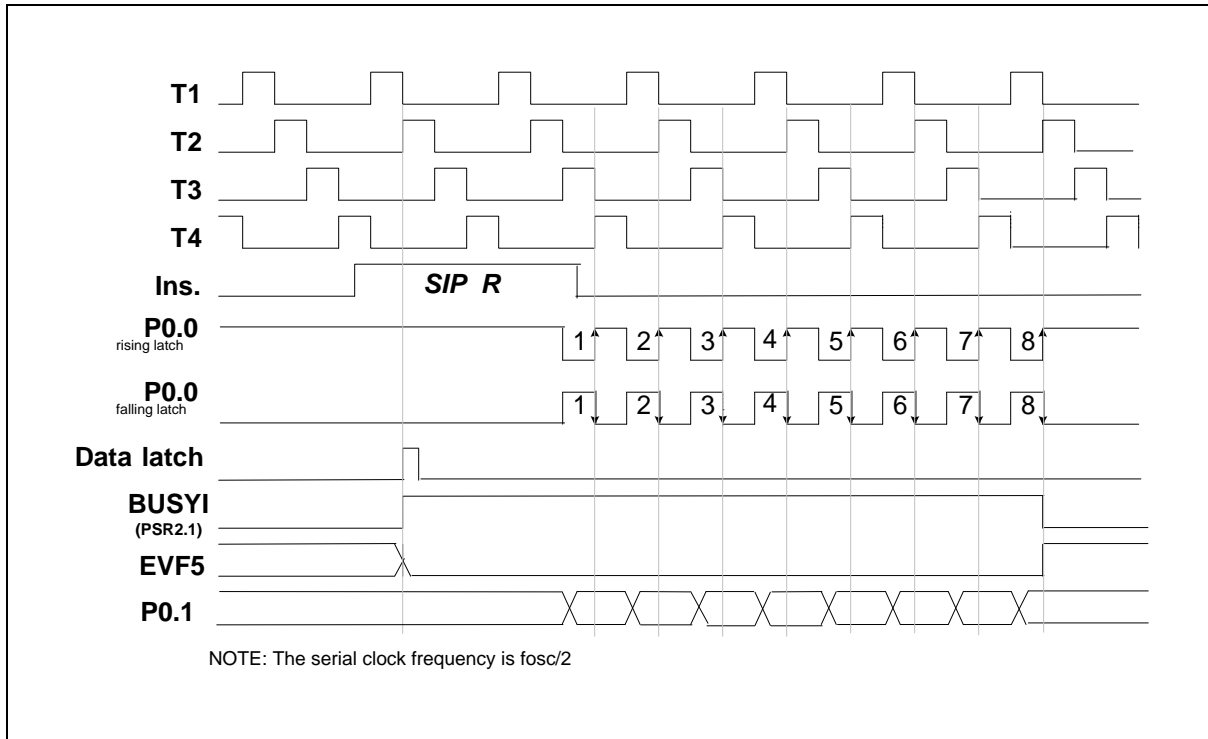 T1
T2
T3
T4
Ins.
SIP R
P0.0
rising latch
1 2 3 4 5 6 7 8
P0.0
falling latch
1 2 3 4 5 6 7 8
Data latch
BUSYI
(PSR2.1)
EVF5
P0.1
NOTE: The serial clock frequency is fosc/2